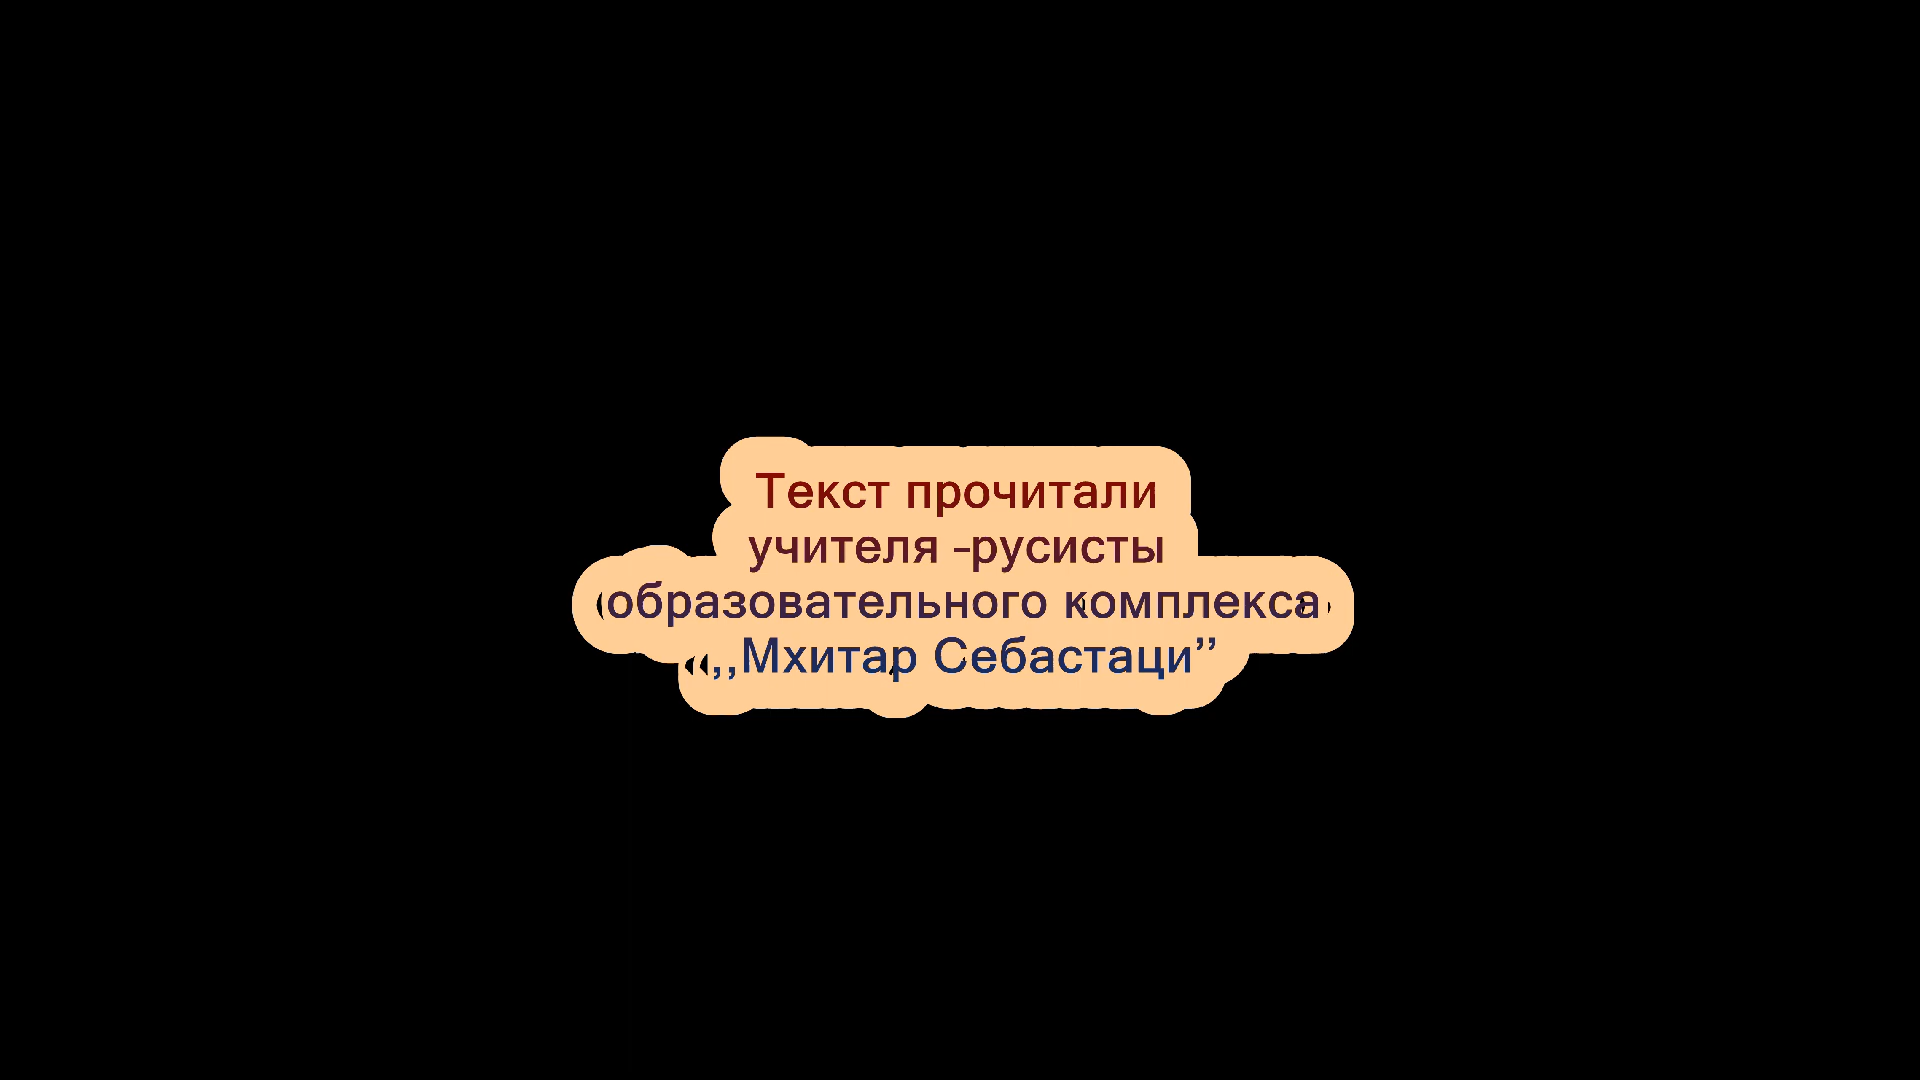 Текст прочитали
учителя -русисты
образовательного комплекса
,,Мхитар Себастаци’’